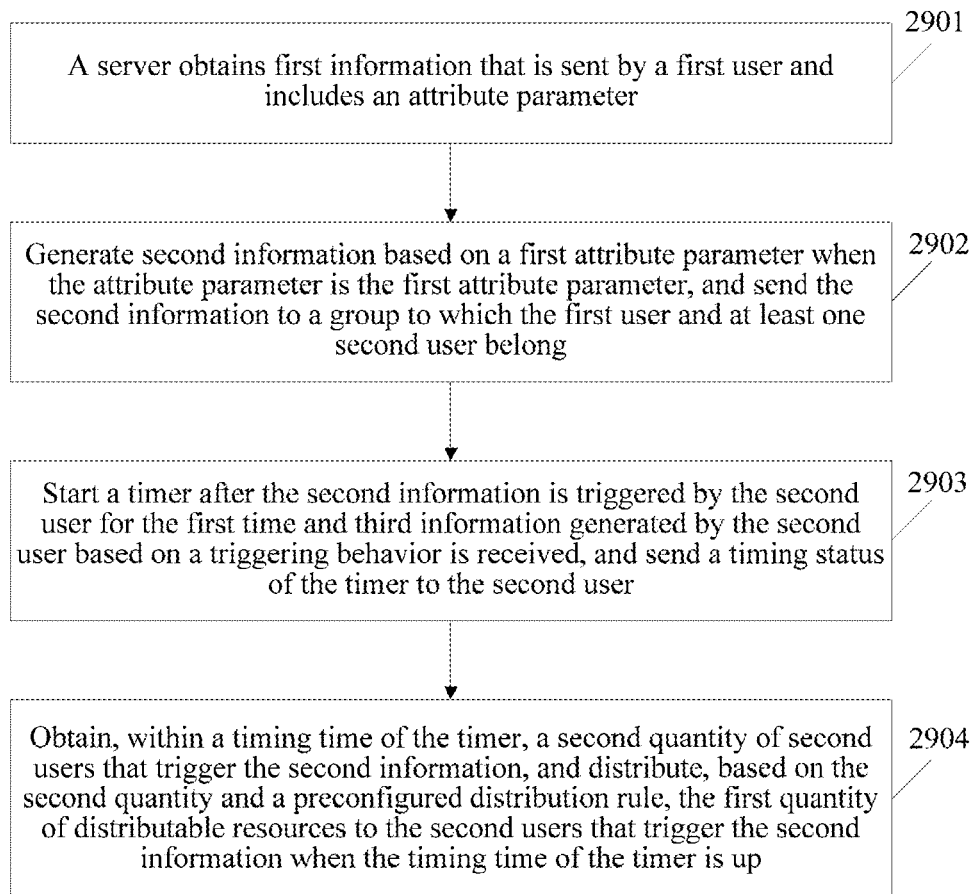 2901
A server obtains first information that is sent by a first user and
includes an attribute parameter
2902
Generate second information based on a first attribute parameter when
the attribute parameter is the first attribute parameter, and send the
second information to a group to which the first user and at least one
second user belong
2903
Start a timer after the second information is triggered by the second
user for the first time and third information generated by the second
user based on a triggering behavior is received, and send a timing status
of the timer to the second user
2904
Obtain, within a timing time of the timer, a second quantity of second
users that trigger the second information, and distribute, based on the
second quantity and a preconfigured distribution rule, the first quantity
of distributable resources to the second users that trigger the second
information when the timing time of the timer is up